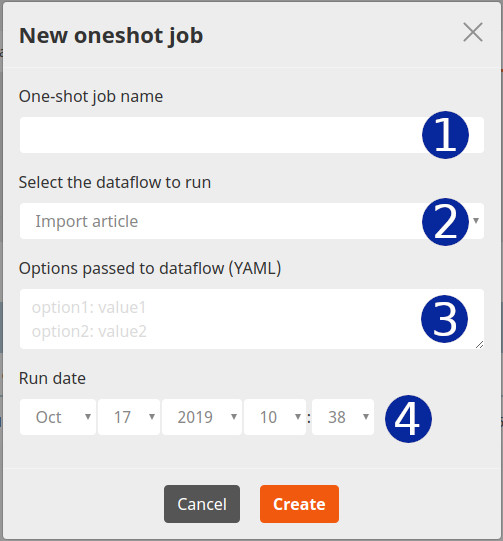 New oneshot job
One-shot job name
1
Select the dataflow to run
Import article
2
Options passed to dataflow (YAML)
option1: value1
option2: value2
3
Run date
Oct 17 2019 10 : 38
4
Cancel Create